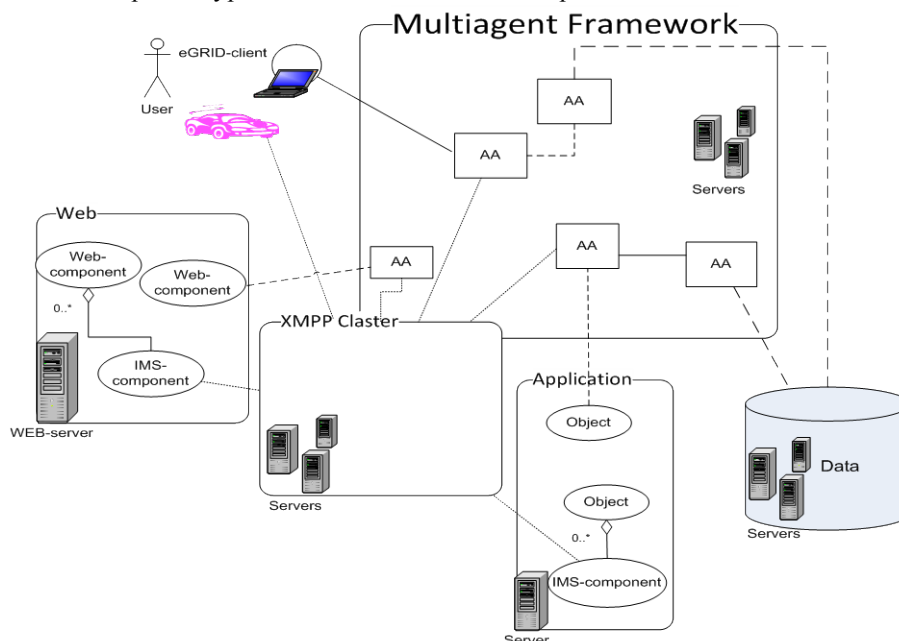 Multiagent Framework
eGRID-client
User
AA
AA
Servers
Web
Web-
component
Web-
component
0..*
IMS-
component
WEB-server
AA
AA
AA
XMPP Claster
Servers
Application
Object
Object
0..*
IMS-component
Server
Data
Servers